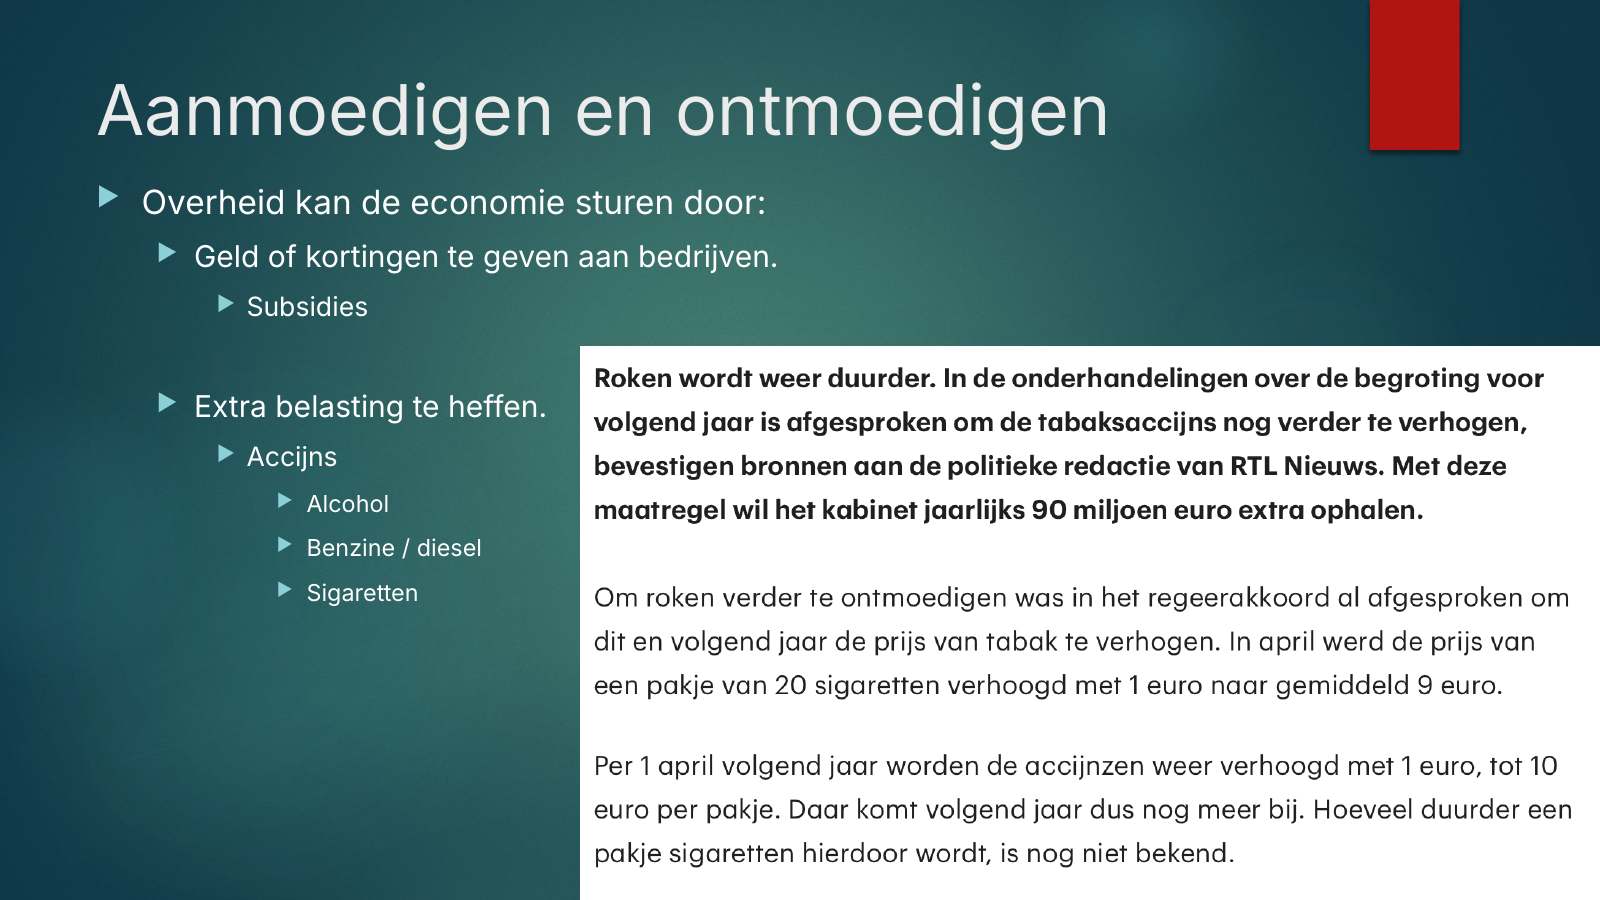 Aanmoedigen en ontmoedigen
Overheid kan de economie sturen door:
Geld of kortingen te geven aan bedrijven.
Subsidies
Extra belasting te heffen.
Accijns
Alcohol
Benzine / diesel
Sigaretten
Roken wordt weer duurder. In de onderhandelingen over de begroting voor
volgend jaar is afgesproken om de tabaksaccijns nog verder te verhogen,
bevestigen bronnen aan de politieke redactie van RTL Nieuws. Met deze
maatregel wil het kabinet jaarlijks 90 miljoen euro extra ophalen.
Om roken verder te ontmoedigen was in het regeerakkoord al afgesproken om
dit en volgend jaar de prijs van tabak te verhogen. In april werd de prijs van
een pakje van 20 sigaretten verhoogd met 1 euro naar gemiddeld 9 euro.
Per 1 april volgend jaar worden de accijnzen weer verhoogd met 1 euro, tot 10
euro per pakje. Daar komt volgend jaar dus nog meer bij. Hoeveel duurder een
pakje sigaretten hierdoor wordt, is nog niet bekend.